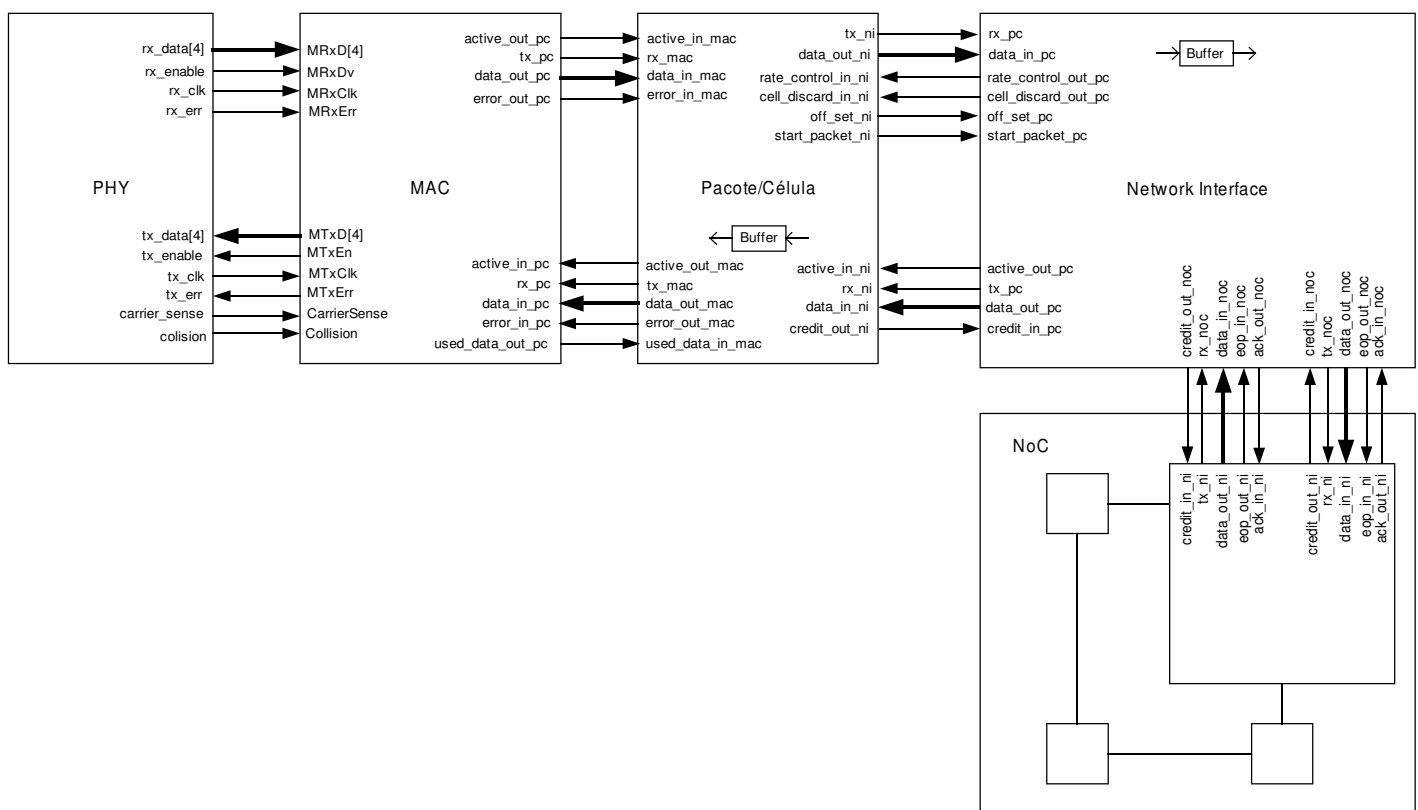 rx_data[4]
rx_enable
rx_clk
rx_err
PHY
tx_data[4]
tx_enable
tx_clk
tx_err
carrier_sense
colision
MRxD[4]
MRxDv
MRxClk
MRxErr
active_out_pc
tx_pc
data_out_pc
error_out_pc
MAC
MTxD[4]
MTxEn
MTxClk
MTxErr
CarrierSense
Collision
active_in_pc
rx_pc
data_in_pc
error_in_pc
used_data_out_pc
active_in_mac
rx_mac
data_in_mac
error_in_mac
tx_ni
data_out_ni
rate_control_in_ni
cell_discard_in_ni
off_set_ni
start_packet_ni
Pacote/Célula
Buffer
active_out_mac
tx_mac
data_out_mac
error_out_mac
used_data_in_mac
active_in_ni
rx_ni
data_in_ni
credit_out_ni
rx_pc
data_in_pc
rate_control_out_pc
cell_discard_out_pc
off_set_pc
start_packet_pc
Buffer
Network Interface
active_out_pc
tx_pc
data_out_pc
credit_in_pc
credit_out_noc
rx_noc
data_in_noc
eop_in_noc
ack_out_noc
credit_in_noc
tx_noc
data_out_noc
eop_out_noc
ack_in_noc
NoC
credit_in_ni
tx_ni
data_out_ni
eop_out_ni
ack_in_ni
credit_out_ni
rx_ni
data_in_ni
eop_in_ni
ack_out_ni